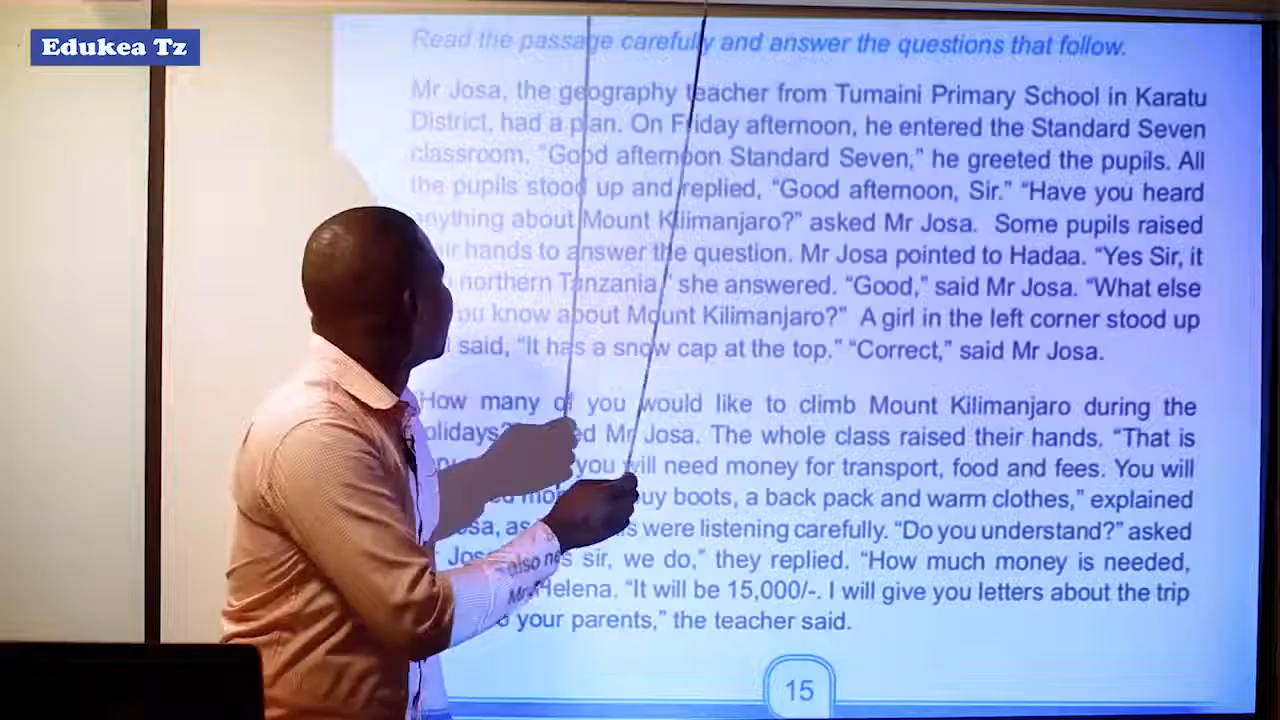 Edukea Tz
Read the passage carefully and answer the questions that follow.
Mr Josa, the geography teacher from Tumaini Primary School in Karatu
District, had a plan. On Friday afternoon, he entered the Standard Seven
classroom. “Good afternoon Standard Seven,” he greeted the pupils. All
the pupils stood up and replied, “Good afternoon, Sir.” “Have you heard
anything about Mount Kilimanjaro?” asked Mr Josa. Some pupils raised
hands to answer the question. Mr Josa pointed to Hadaa. “Yes Sir, it
northern Tanzania,” she answered. “Good,” said Mr Josa. “What else
you know about Mount Kilimanjaro?” A girl in the left corner stood up
said, “It has a snow cap at the top.” “Correct,” said Mr Josa.
“How many of you would like to climb Mount Kilimanjaro during the
holidays? Mr Josa. The whole class raised their hands. “That is
you will need money for transport, food and fees. You will
buy boots, a back pack and warm clothes,” explained
as were listening carefully. “Do you understand?” asked
sir, we do,” they replied. “How much money is needed,
also
Helena. “It will be 15,000/-. I will give you letters about the trip
Mr
your parents,” the teacher said.
15